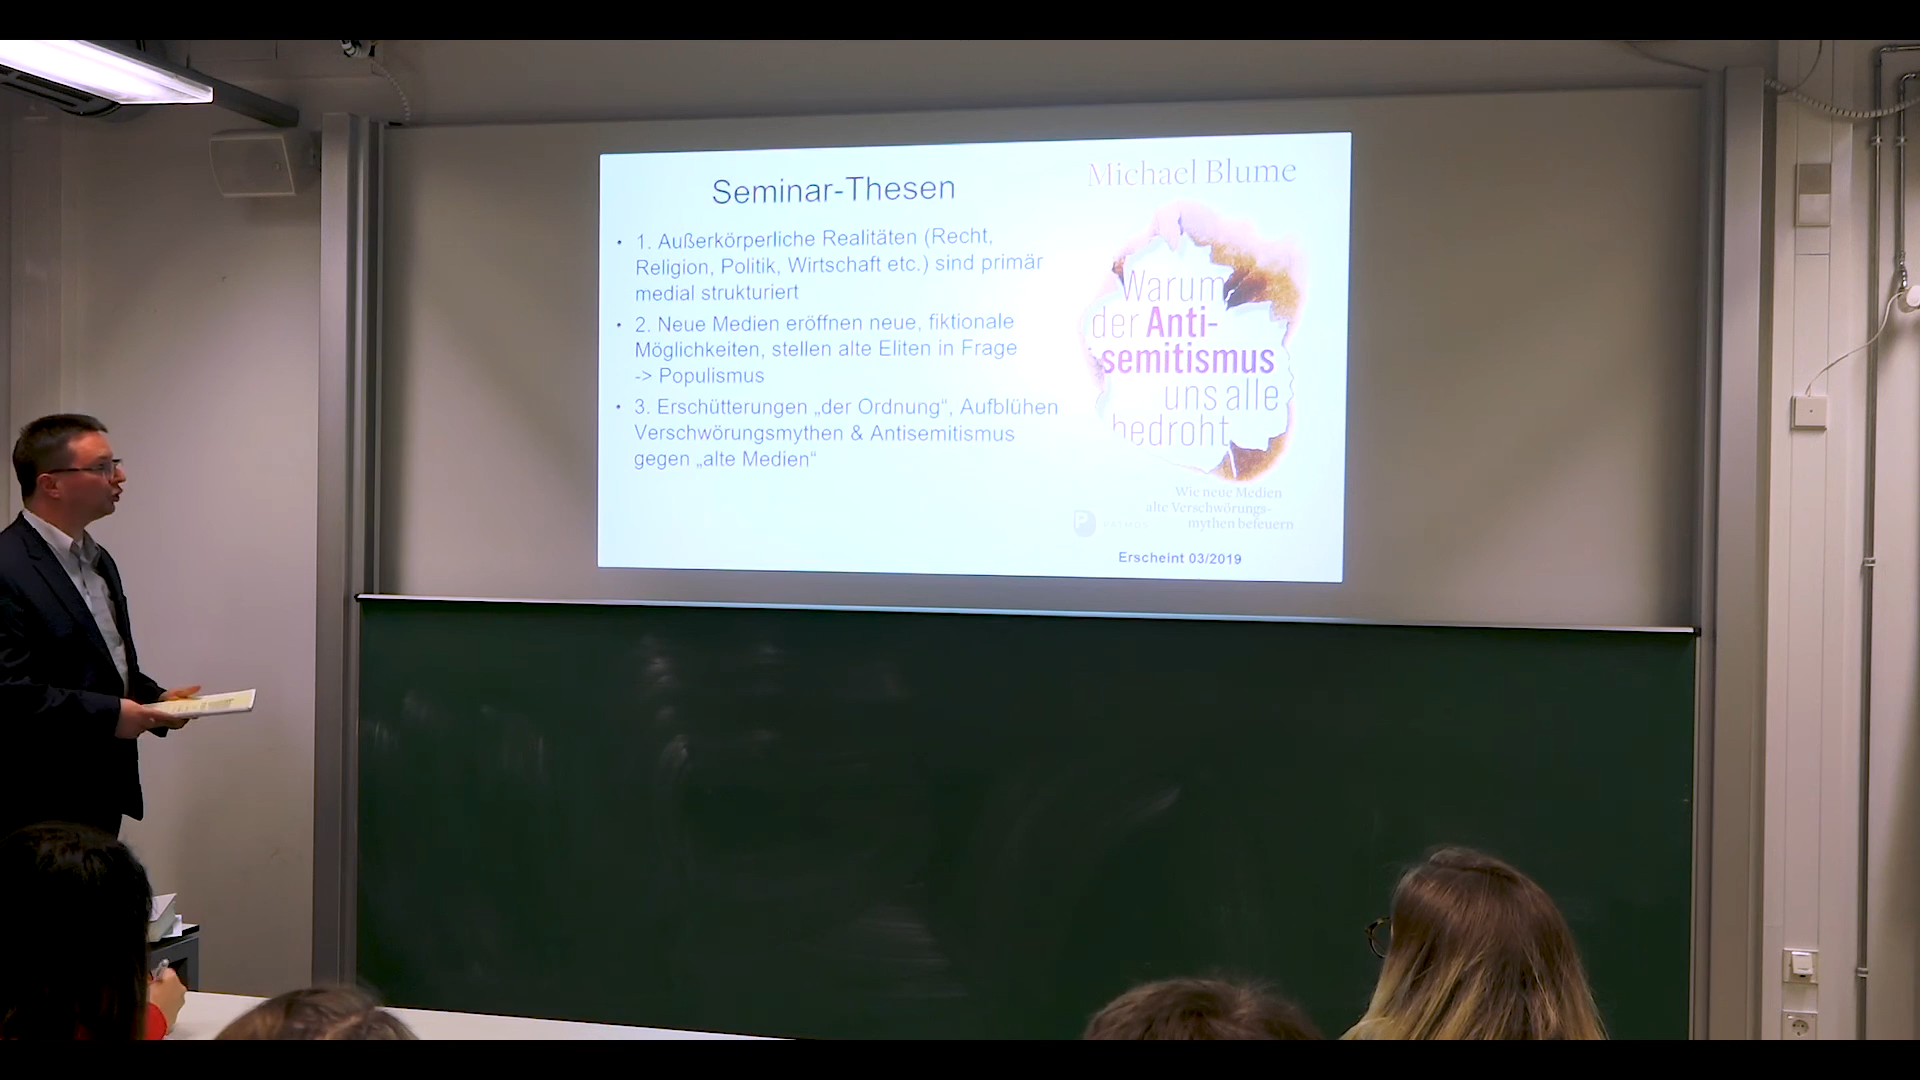 Seminar-Thesen
• 1. Außerkörperliche Realitäten (Recht,
Religion, Politik, Wirtschaft etc.) sind primär
medial strukturiert
• 2. Neue Medien eröffnen neue, fiktionale
Möglichkeiten, stellen alte Eliten in Frage
-> Populismus
• 3. Erschütterungen „der Ordnung“, Aufblühen
Verschwörungsmythen & Antisemitismus
gegen „alte Medien“
Michael Blume
Warum
der Anti-
semitismus
uns alle
bedroht
Wie neue Medien
alte Verschwörungs-
mythen befeuern
P PATMOS
Erscheint 03/2019